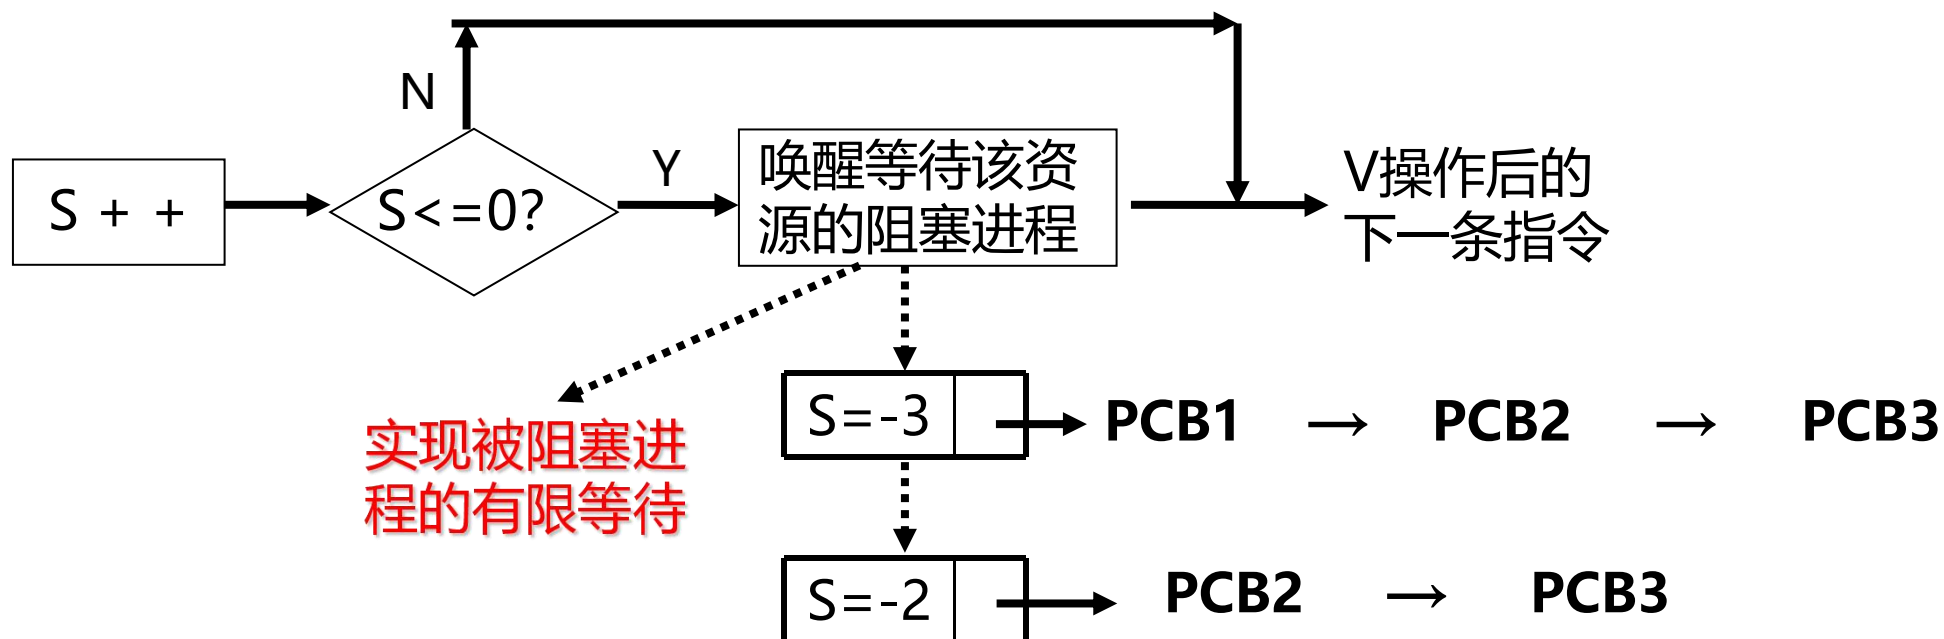 N
S + +
S<=0?
Y
唤醒等待该资
源的阻塞进程
V操作后的
下一条指令
实现被阻塞进
程的有限等待
S=-3
PCB1 → PCB2 → PCB3
S=-2
PCB2 → PCB3